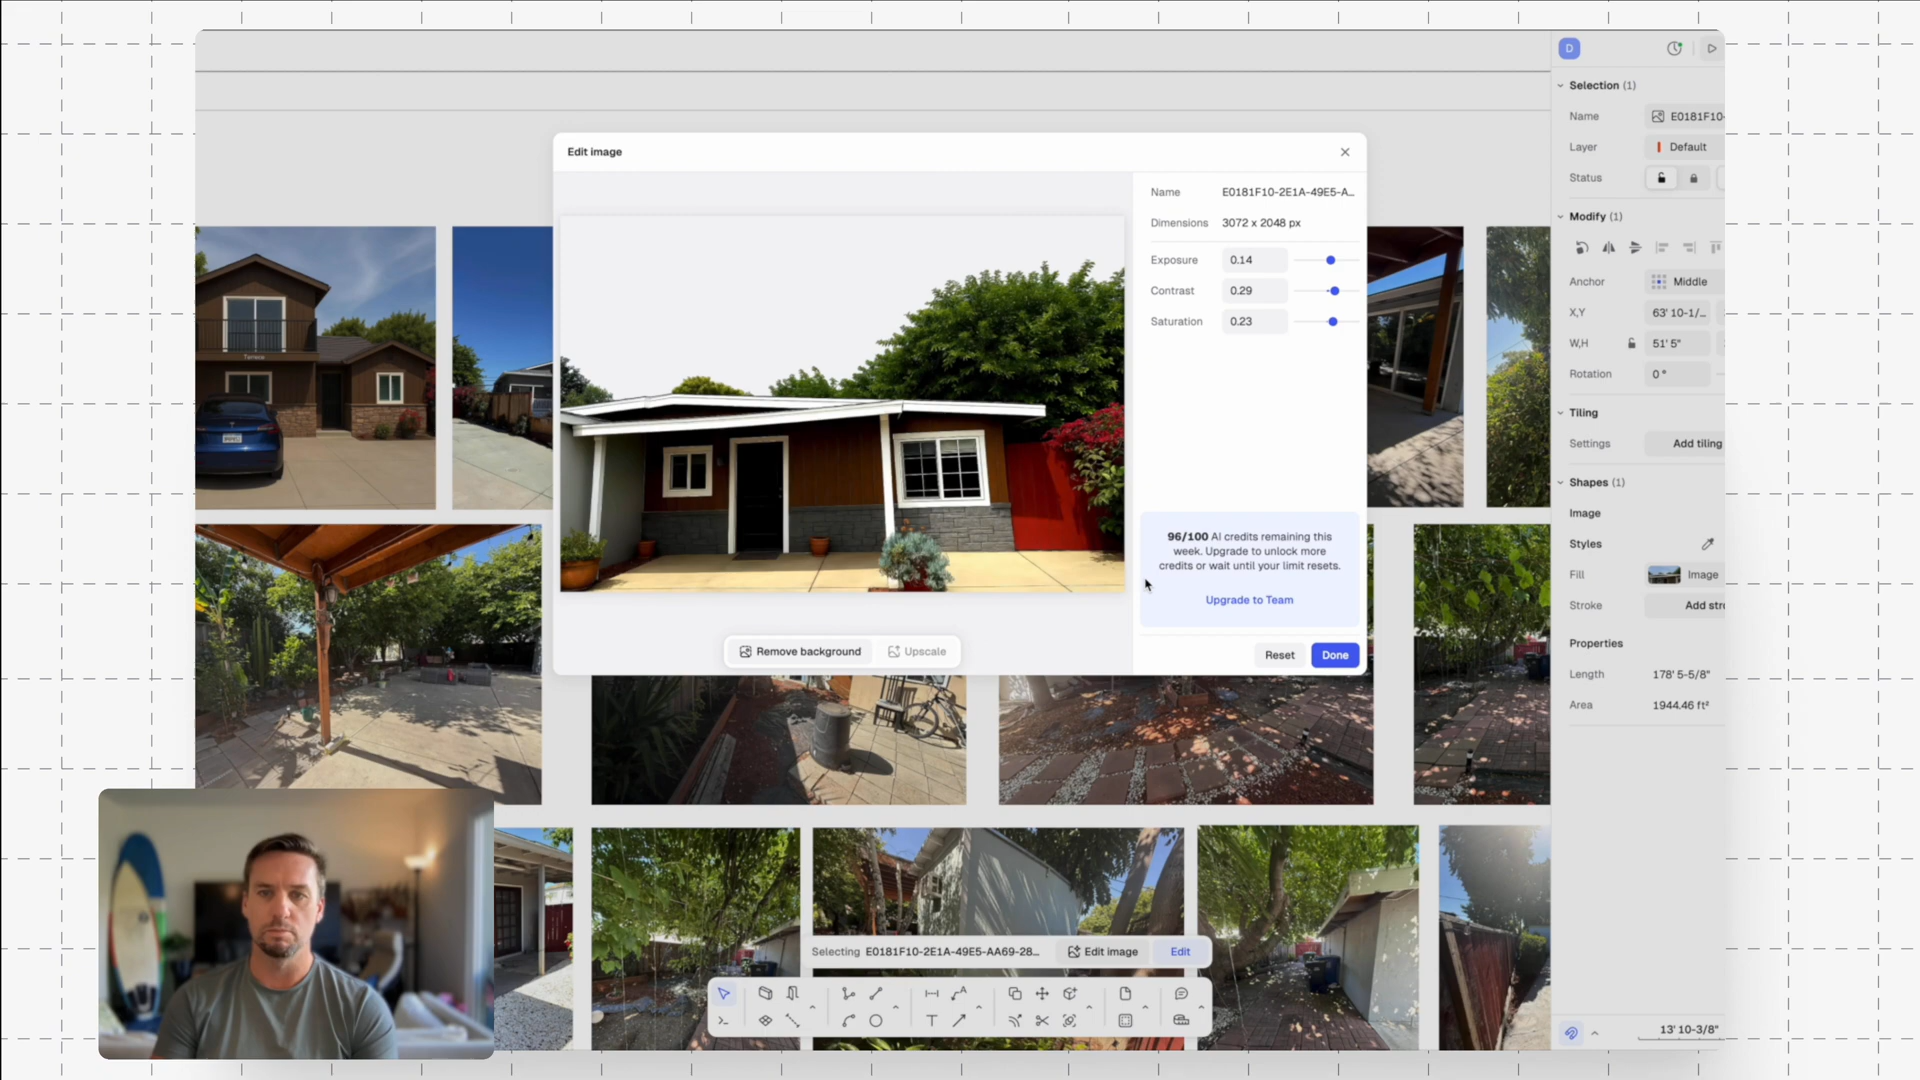 D
Selection (1)
Name
E0181F10-
Layer
Default
Status
Modify (1)
Anchor
Middle
X,Y
63' 10-1/...
W,H
51' 5"
Rotation
0 °
Tiling
Settings
Add tiling
Shapes (1)
Image
Styles
Fill
Image
Stroke
Add str
Properties
Length
178' 5-5/8"
Area
1944.46 ft²
13' 10-3/8"
Edit image
Name
E0181F10-2E1A-49E5-A...
Dimensions
3072 x 2048 px
Exposure
0.14
Contrast
0.29
Saturation
0.23
96/100 AI credits remaining this
week. Upgrade to unlock more
credits or wait until your limit resets.
Upgrade to Team
Remove background
Upscale
Reset
Done
Selecting E0181F10-2E1A-49E5-AA69-28...
Edit image
Edit